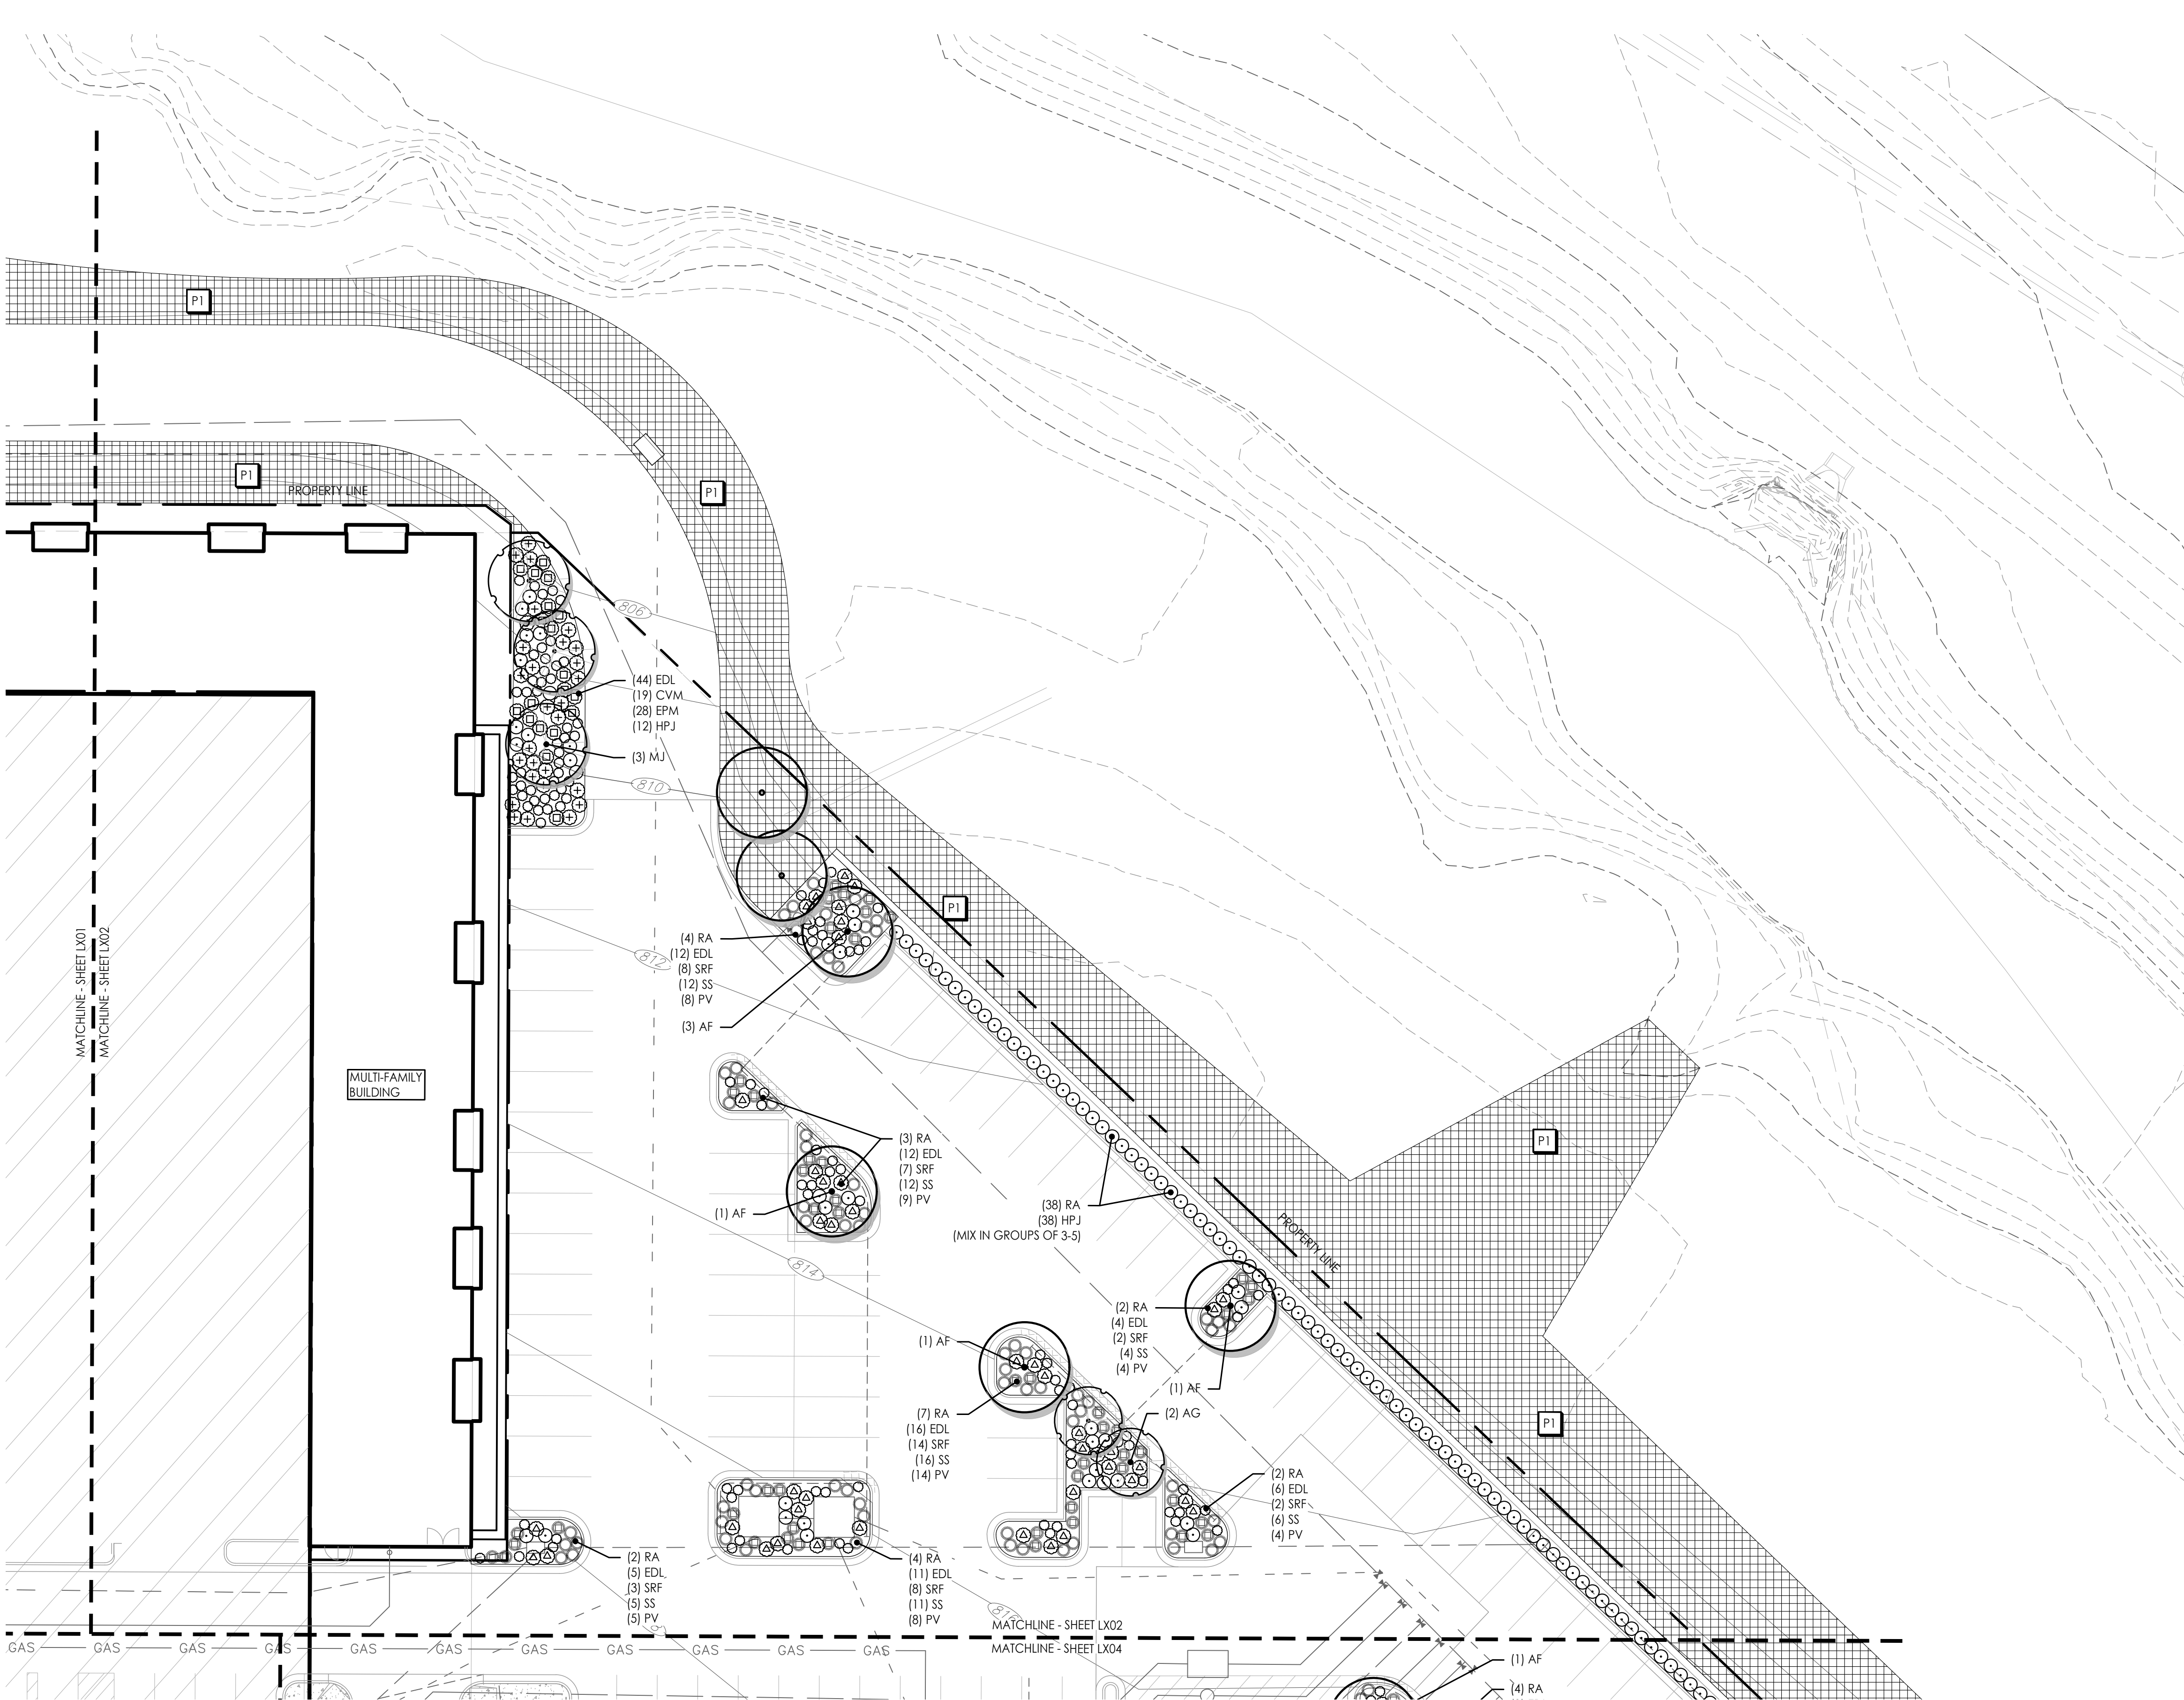 P1
P1
PROPERTY LINE
P1
806
(44) EDL
(19) CVM
(28) EPM
(12) HPJ
(3) MJ
810
P1
MATCHLINE - SHEET LX01
MATCHLINE - SHEET LX02
(4) RA
(12) EDL
(8) SRF
(12) SS
(8) PV
(3) AF
812
MULTI-FAMILY
BUILDING
(3) RA
(12) EDL
(7) SRF
(12) SS
(9) PV
(1) AF
P1
(38) RA
(38) HPJ
(MIX IN GROUPS OF 3-5)
PROPERTY LINE
814
(2) RA
(4) EDL
(2) SRF
(4) SS
(4) PV
(1) AF
(1) AF
(7) RA
(16) EDL
(14) SRF
(16) SS
(14) PV
(2) AG
P1
(2) RA
(6) EDL
(2) SRF
(6) SS
(4) PV
(2) RA
(5) EDL
(3) SRF
(5) SS
(5) PV
(4) RA
(11) EDL
(8) SRF
(11) SS
(8) PV
MATCHLINE - SHEET LX02
MATCHLINE - SHEET LX04
GAS GAS GAS GAS GAS GAS GAS GAS GAS GAS GAS
(1) AF
(4) RA